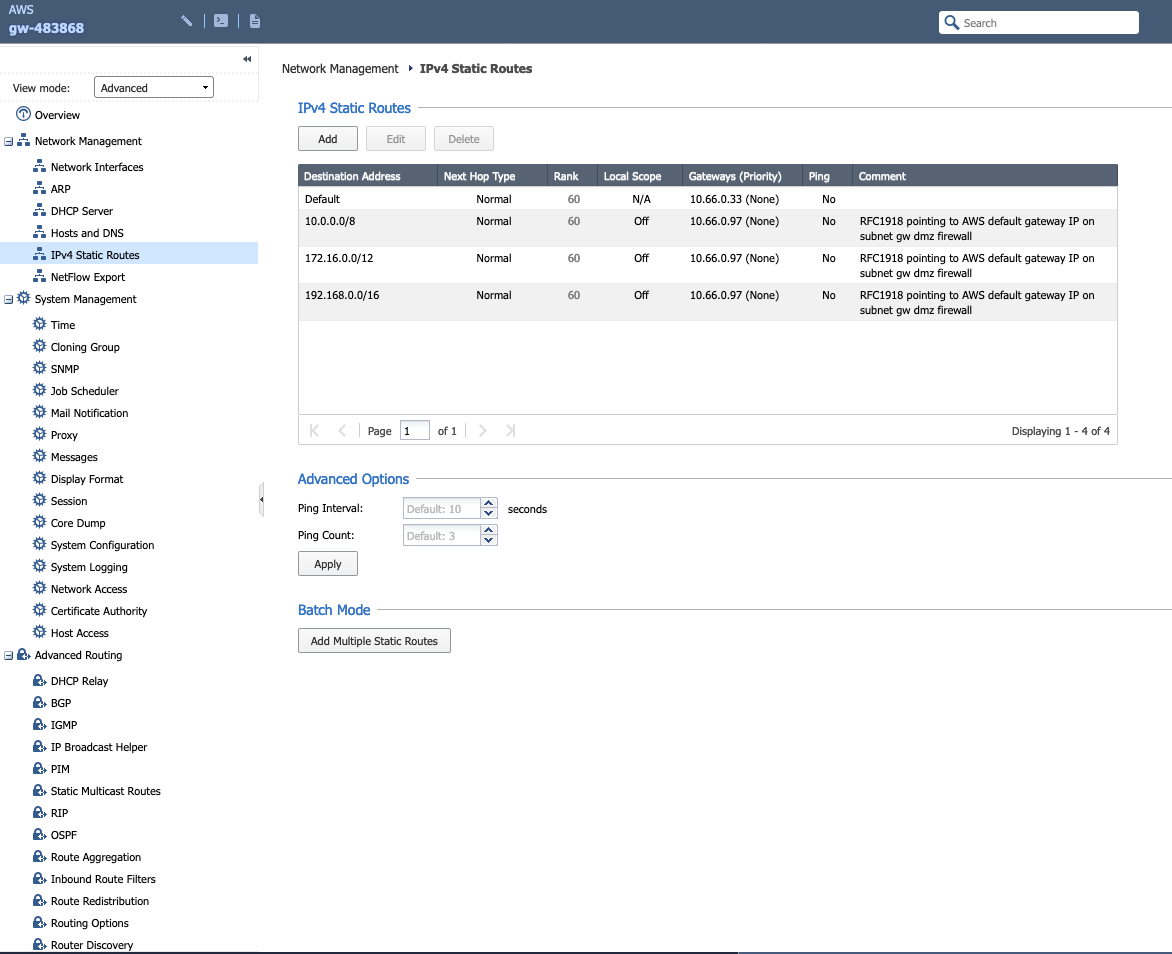 AWS
gw-483868
Search
View mode:
Advanced
Overview
Network Management
Network Interfaces
ARP
DHCP Server
Hosts and DNS
IPv4 Static Routes
NetFlow Export
System Management
Time
Cloning Group
SNMP
Job Scheduler
Mail Notification
Proxy
Messages
Display Format
Session
Core Dump
System Configuration
System Logging
Network Access
Certificate Authority
Host Access
Advanced Routing
DHCP Relay
BGP
IGMP
IP Broadcast Helper
PIM
Static Multicast Routes
RIP
OSPF
Route Aggregation
Inbound Route Filters
Route Redistribution
Routing Options
Router Discovery
Network Management IPv4 Static Routes
IPv4 Static Routes
Add Edit Delete
Destination Address Next Hop Type Rank Local Scope Gateways (Priority) Ping Comment
Default Normal 60 N/A 10.66.0.33 (None) No
10.0.0.0/8 Normal 60 Off 10.66.0.97 (None) No RFC1918 pointing to AWS default gateway IP on
subnet gw dmz firewall
172.16.0.0/12 Normal 60 Off 10.66.0.97 (None) No RFC1918 pointing to AWS default gateway IP on
subnet gw dmz firewall
192.168.0.0/16 Normal 60 Off 10.66.0.97 (None) No RFC1918 pointing to AWS default gateway IP on
subnet gw dmz firewall
Page 1 of 1 Displaying 1 - 4 of 4
Advanced Options
Ping Interval: Default: 10 seconds
Ping Count: Default: 3
Apply
Batch Mode
Add Multiple Static Routes